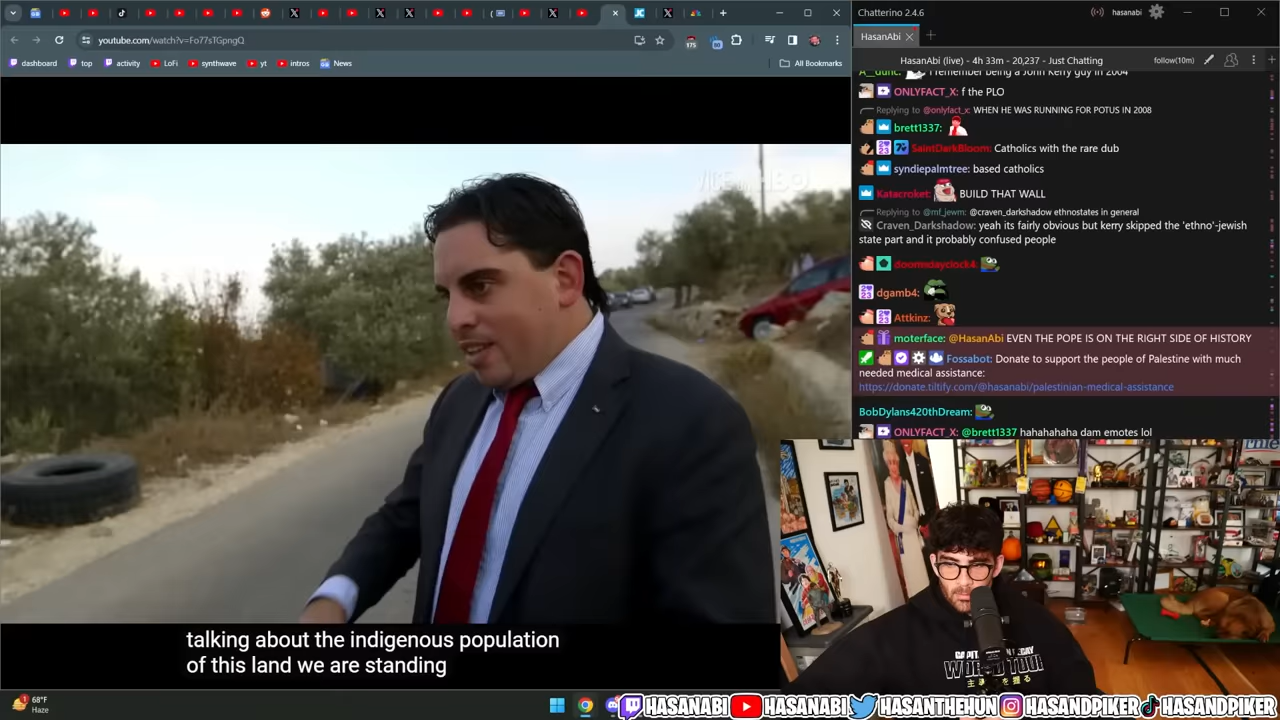 youtube.com/watch?v=Fo77sTGpngQ
175
dashboard
top
activity
LoFi
synthwave
yt
intros
News
All Bookmarks
talking about the indigenous population
of this land we are standing
Chatterino 2.4.6
hasanabi
HasanAbi
HasanAbi (live) - 4h 33m - 20,237 - Just Chatting
follow(10m)
A__dunc: I remember being a John Kerry guy in 2004
ONLYFACT_X: f the PLO
Replying to @onlyfact_x: WHEN HE WAS RUNNING FOR POTUS IN 2008
brett1337:
SaintDarkBloom: Catholics with the rare dub
syndiepalmtree: based catholics
Katacroket: BUILD THAT WALL
Replying to @mf_jewm: @craven_darkshadow ethnostates in general
Craven_Darkshadow: yeah its fairly obvious but kerry skipped the 'ethno'-jewish
state part and it probably confused people
doormdayclock4:
dgamb4:
Attkinz:
moterface: @HasanAbi EVEN THE POPE IS ON THE RIGHT SIDE OF HISTORY
Fossabot: Donate to support the people of Palestine with much
needed medical assistance:
https://donate.tiltify.com/@hasanabi/palestinian-medical-assistance
BobDylans420thDream:
ONLYFACT_X: @brett1337 hahahahaha dam emotes lol
68°F
Haze
HASANABI HASANABI HASANTHEHUN HASANDPIKER HASANDPIKER